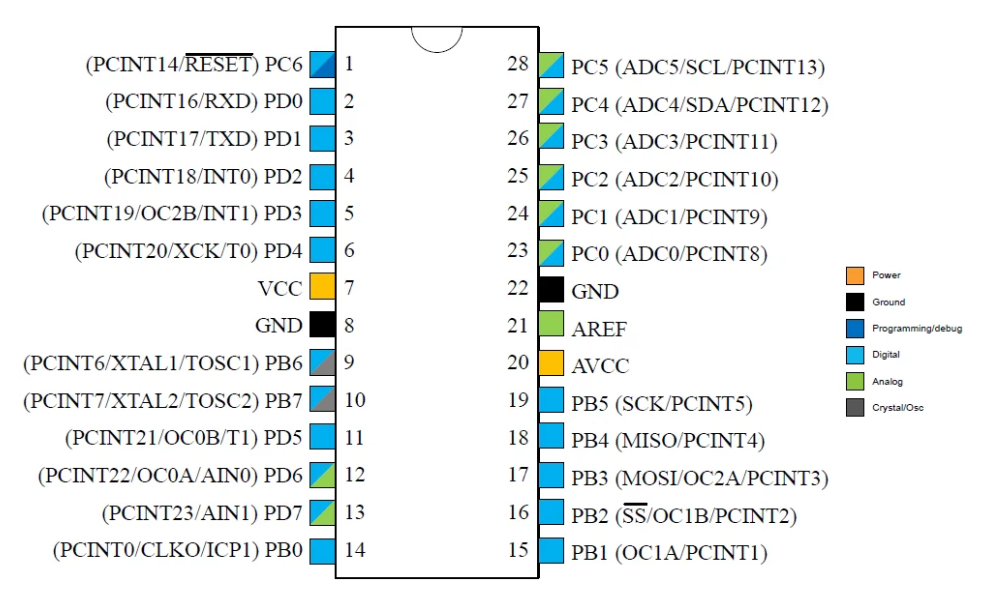 (PCINT14/RESET) PC6 1
(PCINT16/RXD) PD0 2
(PCINT17/TXD) PD1 3
(PCINT18/INT0) PD2 4
(PCINT19/OC2B/INT1) PD3 5
(PCINT20/XCK/T0) PD4 6
VCC 7
GND 8
(PCINT6/XTAL1/TOSC1) PB6 9
(PCINT7/XTAL2/TOSC2) PB7 10
(PCINT21/OC0B/T1) PD5 11
(PCINT22/OC0A/AIN0) PD6 12
(PCINT23/AIN1) PD7 13
(PCINT0/CLKO/ICP1) PB0 14
28 PC5 (ADC5/SCL/PCINT13)
27 PC4 (ADC4/SDA/PCINT12)
26 PC3 (ADC3/PCINT11)
25 PC2 (ADC2/PCINT10)
24 PC1 (ADC1/PCINT9)
23 PC0 (ADC0/PCINT8)
22 GND
21 AREF
20 AVCC
19 PB5 (SCK/PCINT5)
18 PB4 (MISO/PCINT4)
17 PB3 (MOSI/OC2A/PCINT3)
16 PB2 (SS/OC1B/PCINT2)
15 PB1 (OC1A/PCINT1)
Power
Ground
Programming/debug
Digital
Analog
Crystal/Osc